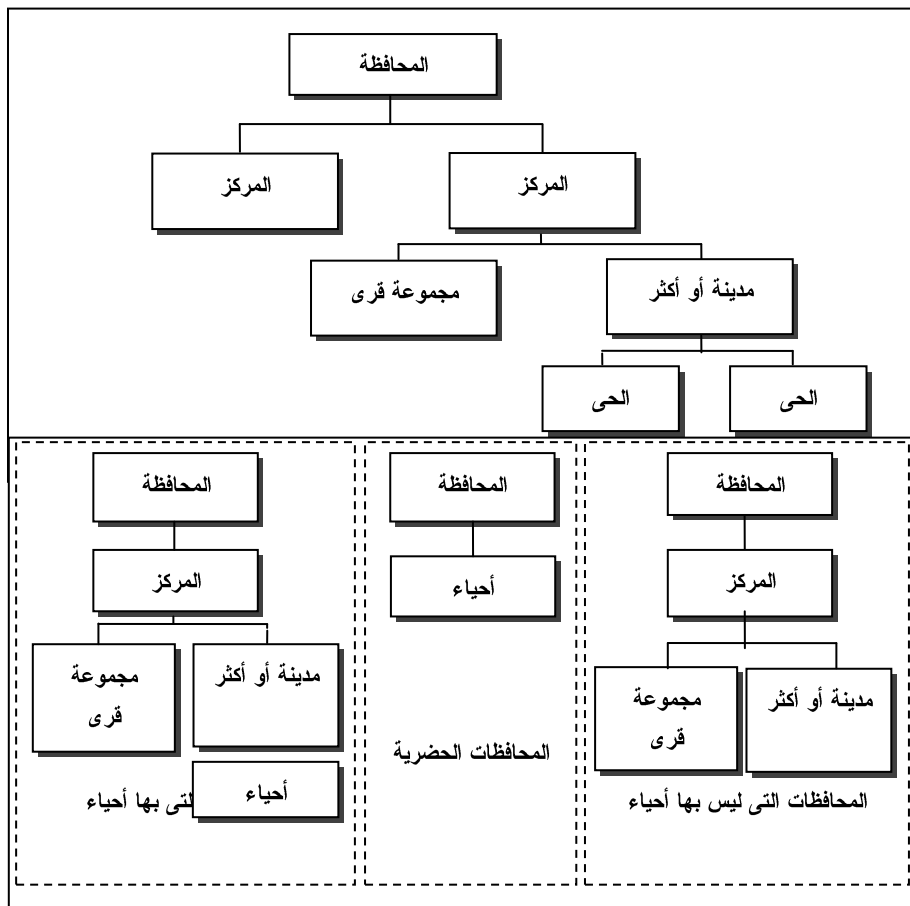 المحافظة
المركز
المركز
مدينة أو أكثر
مجموعة قرى
الحى
الحى
المحافظة
المركز
مدينة أو أكثر
مجموعة
قرى
المحافظات التى ليس بها أحياء
المحافظة
أحياء
المحافظات الحضرية
المحافظة
المركز
مدينة أو أكثر
مجموعة
قرى
أحياء
بها أحياء